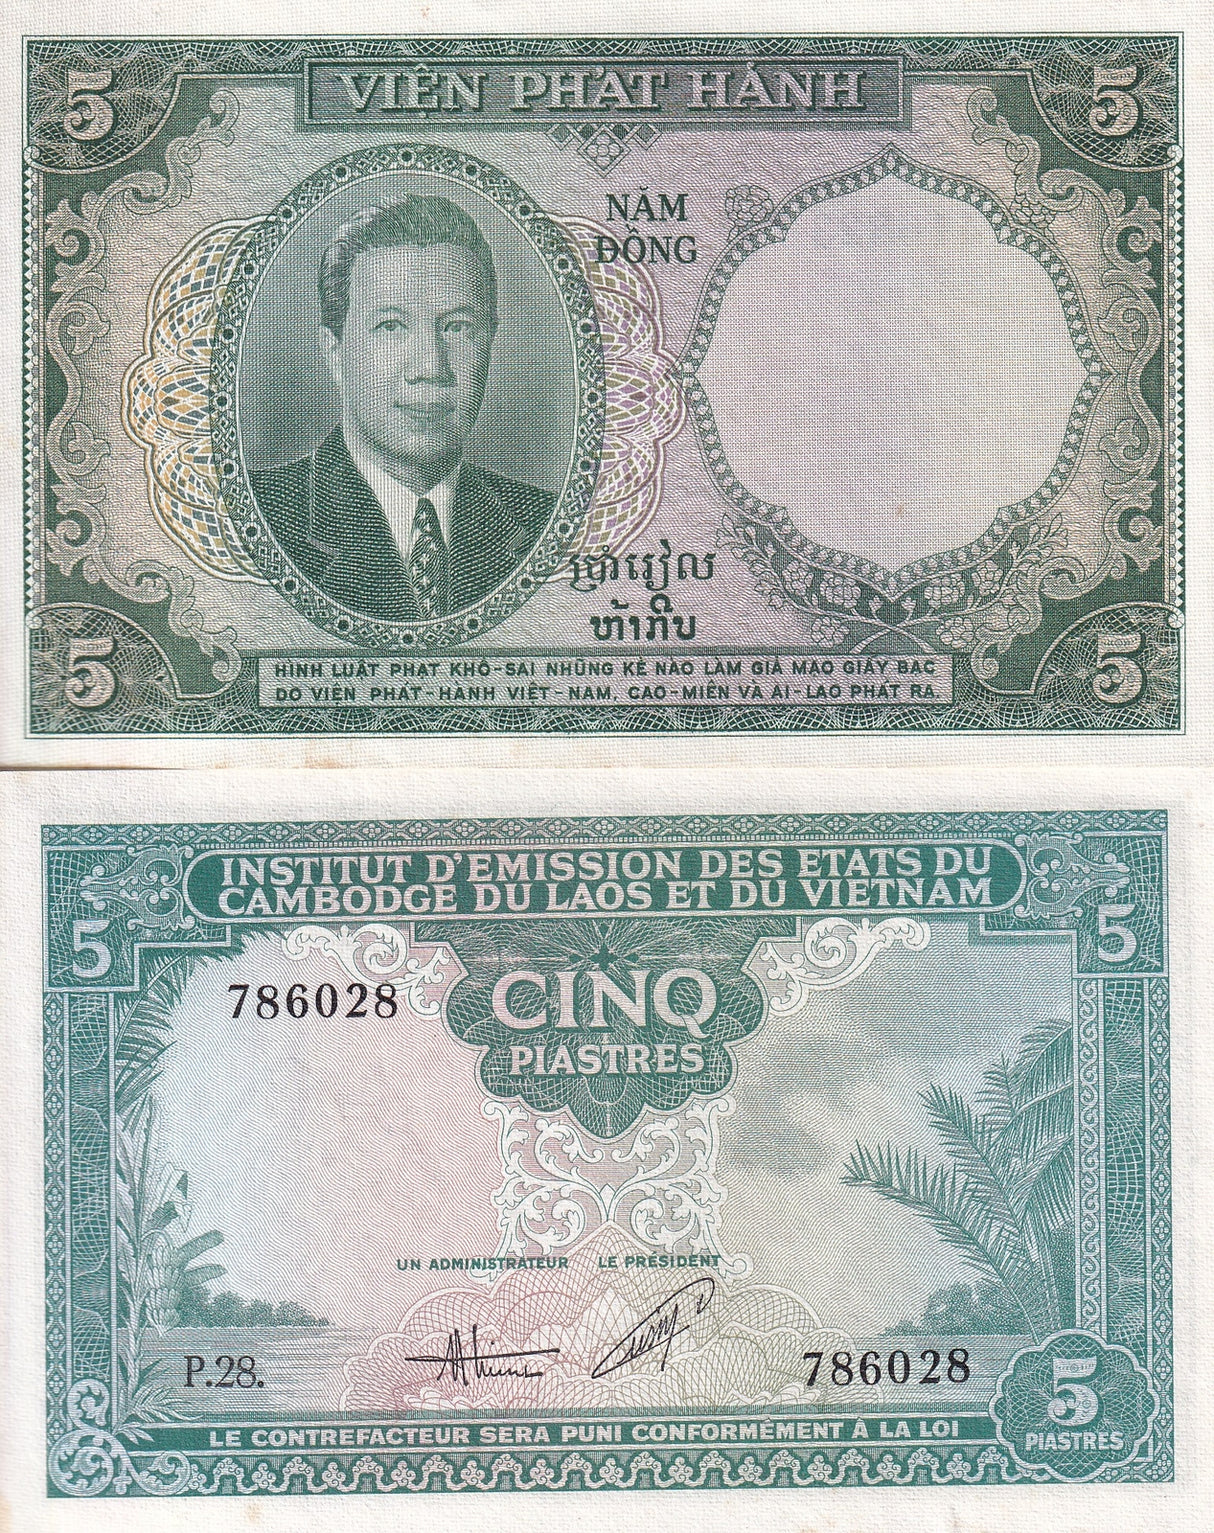 5
VIỆN PHÁT HÀNH
5
NĂM
ĐỒNG
ប្រាំរៀល
ຫ້າກີບ
5
HÌNH LUẬT PHẠT KHỔ-SAI NHỮNG KẺ NÀO LÀM GIẢ MẠO GIẤY BẠC
DO VIỆN PHÁT-HÀNH VIỆT-NAM, CAO-MIÊN VÀ AI-LAO PHÁT RA.
5
INSTITUT D'EMISSION DES ETATS DU
CAMBODGE DU LAOS ET DU VIETNAM
5
5
786028
CINQ
PIASTRES
UN ADMINISTRATEUR LE PRÉSIDENT
P.28.
786028
5
PIASTRES
LE CONTREFACTEUR SERA PUNI CONFORMÉMENT À LA LOI